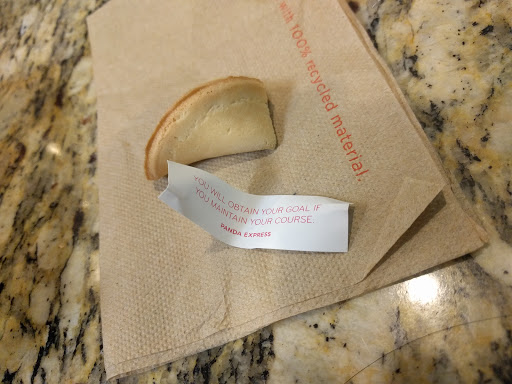 with 100% recycled material.
YOU WILL OBTAIN YOUR GOAL IF
YOU MAINTAIN YOUR COURSE.
PANDA EXPRESS